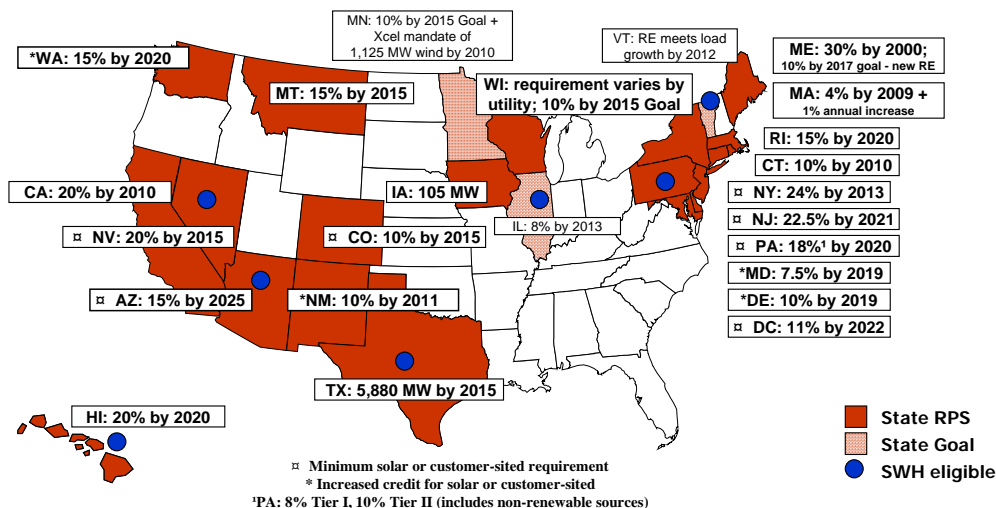 MN: 10% by 2015 Goal +
Xcel mandate of
1,125 MW wind by 2010
VT: RE meets load
growth by 2012
ME: 30% by 2000;
10% by 2017 goal - new RE
*WA: 15% by 2020
MT: 15% by 2015
WI: requirement varies by
utility; 10% by 2015 Goal
MA: 4% by 2009 +
1% annual increase
RI: 15% by 2020
CT: 10% by 2010
CA: 20% by 2010
IA: 105 MW
¤ NY: 24% by 2013
IL: 8% by 2013
¤ NJ: 22.5% by 2021
¤ NV: 20% by 2015
¤ CO: 10% by 2015
¤ PA: 18%¹ by 2020
*MD: 7.5% by 2019
¤ AZ: 15% by 2025
*NM: 10% by 2011
*DE: 10% by 2019
¤ DC: 11% by 2022
TX: 5,880 MW by 2015
HI: 20% by 2020
State RPS
State Goal
SWH eligible
¤ Minimum solar or customer-sited requirement
* Increased credit for solar or customer-sited
¹PA: 8% Tier I, 10% Tier II (includes non-renewable sources)